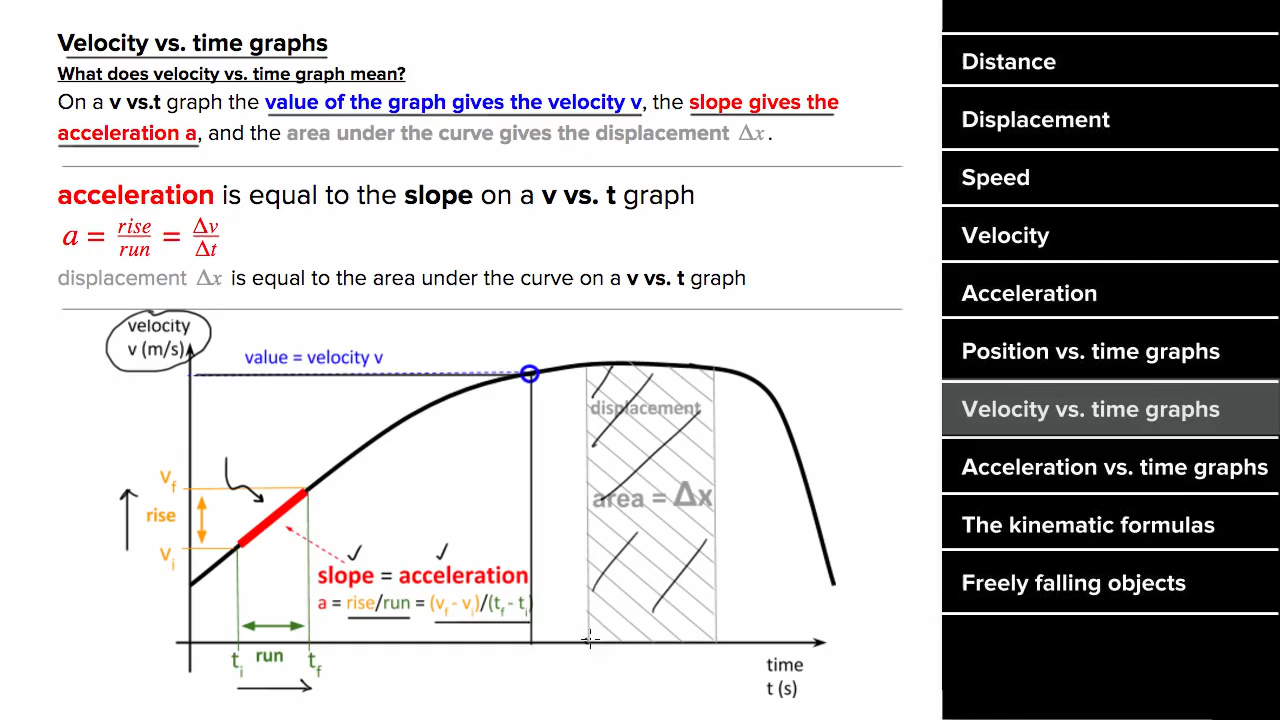 Velocity vs. time graphs
What does velocity vs. time graph mean?
On a v vs.t graph the value of the graph gives the velocity v, the slope gives the
acceleration a, and the area under the curve gives the displacement Δx.
acceleration is equal to the slope on a v vs. t graph
a = rise/run = Δv/Δt
displacement Δx is equal to the area under the curve on a v vs. t graph
velocity
v (m/s)
value = velocity v
displacement
area = Δx
vf
rise
vi
slope = acceleration
a = rise/run = (vf - vi)/(tf - ti)
ti
run
tf
time
t (s)
Distance
Displacement
Speed
Velocity
Acceleration
Position vs. time graphs
Velocity vs. time graphs
Acceleration vs. time graphs
The kinematic formulas
Freely falling objects